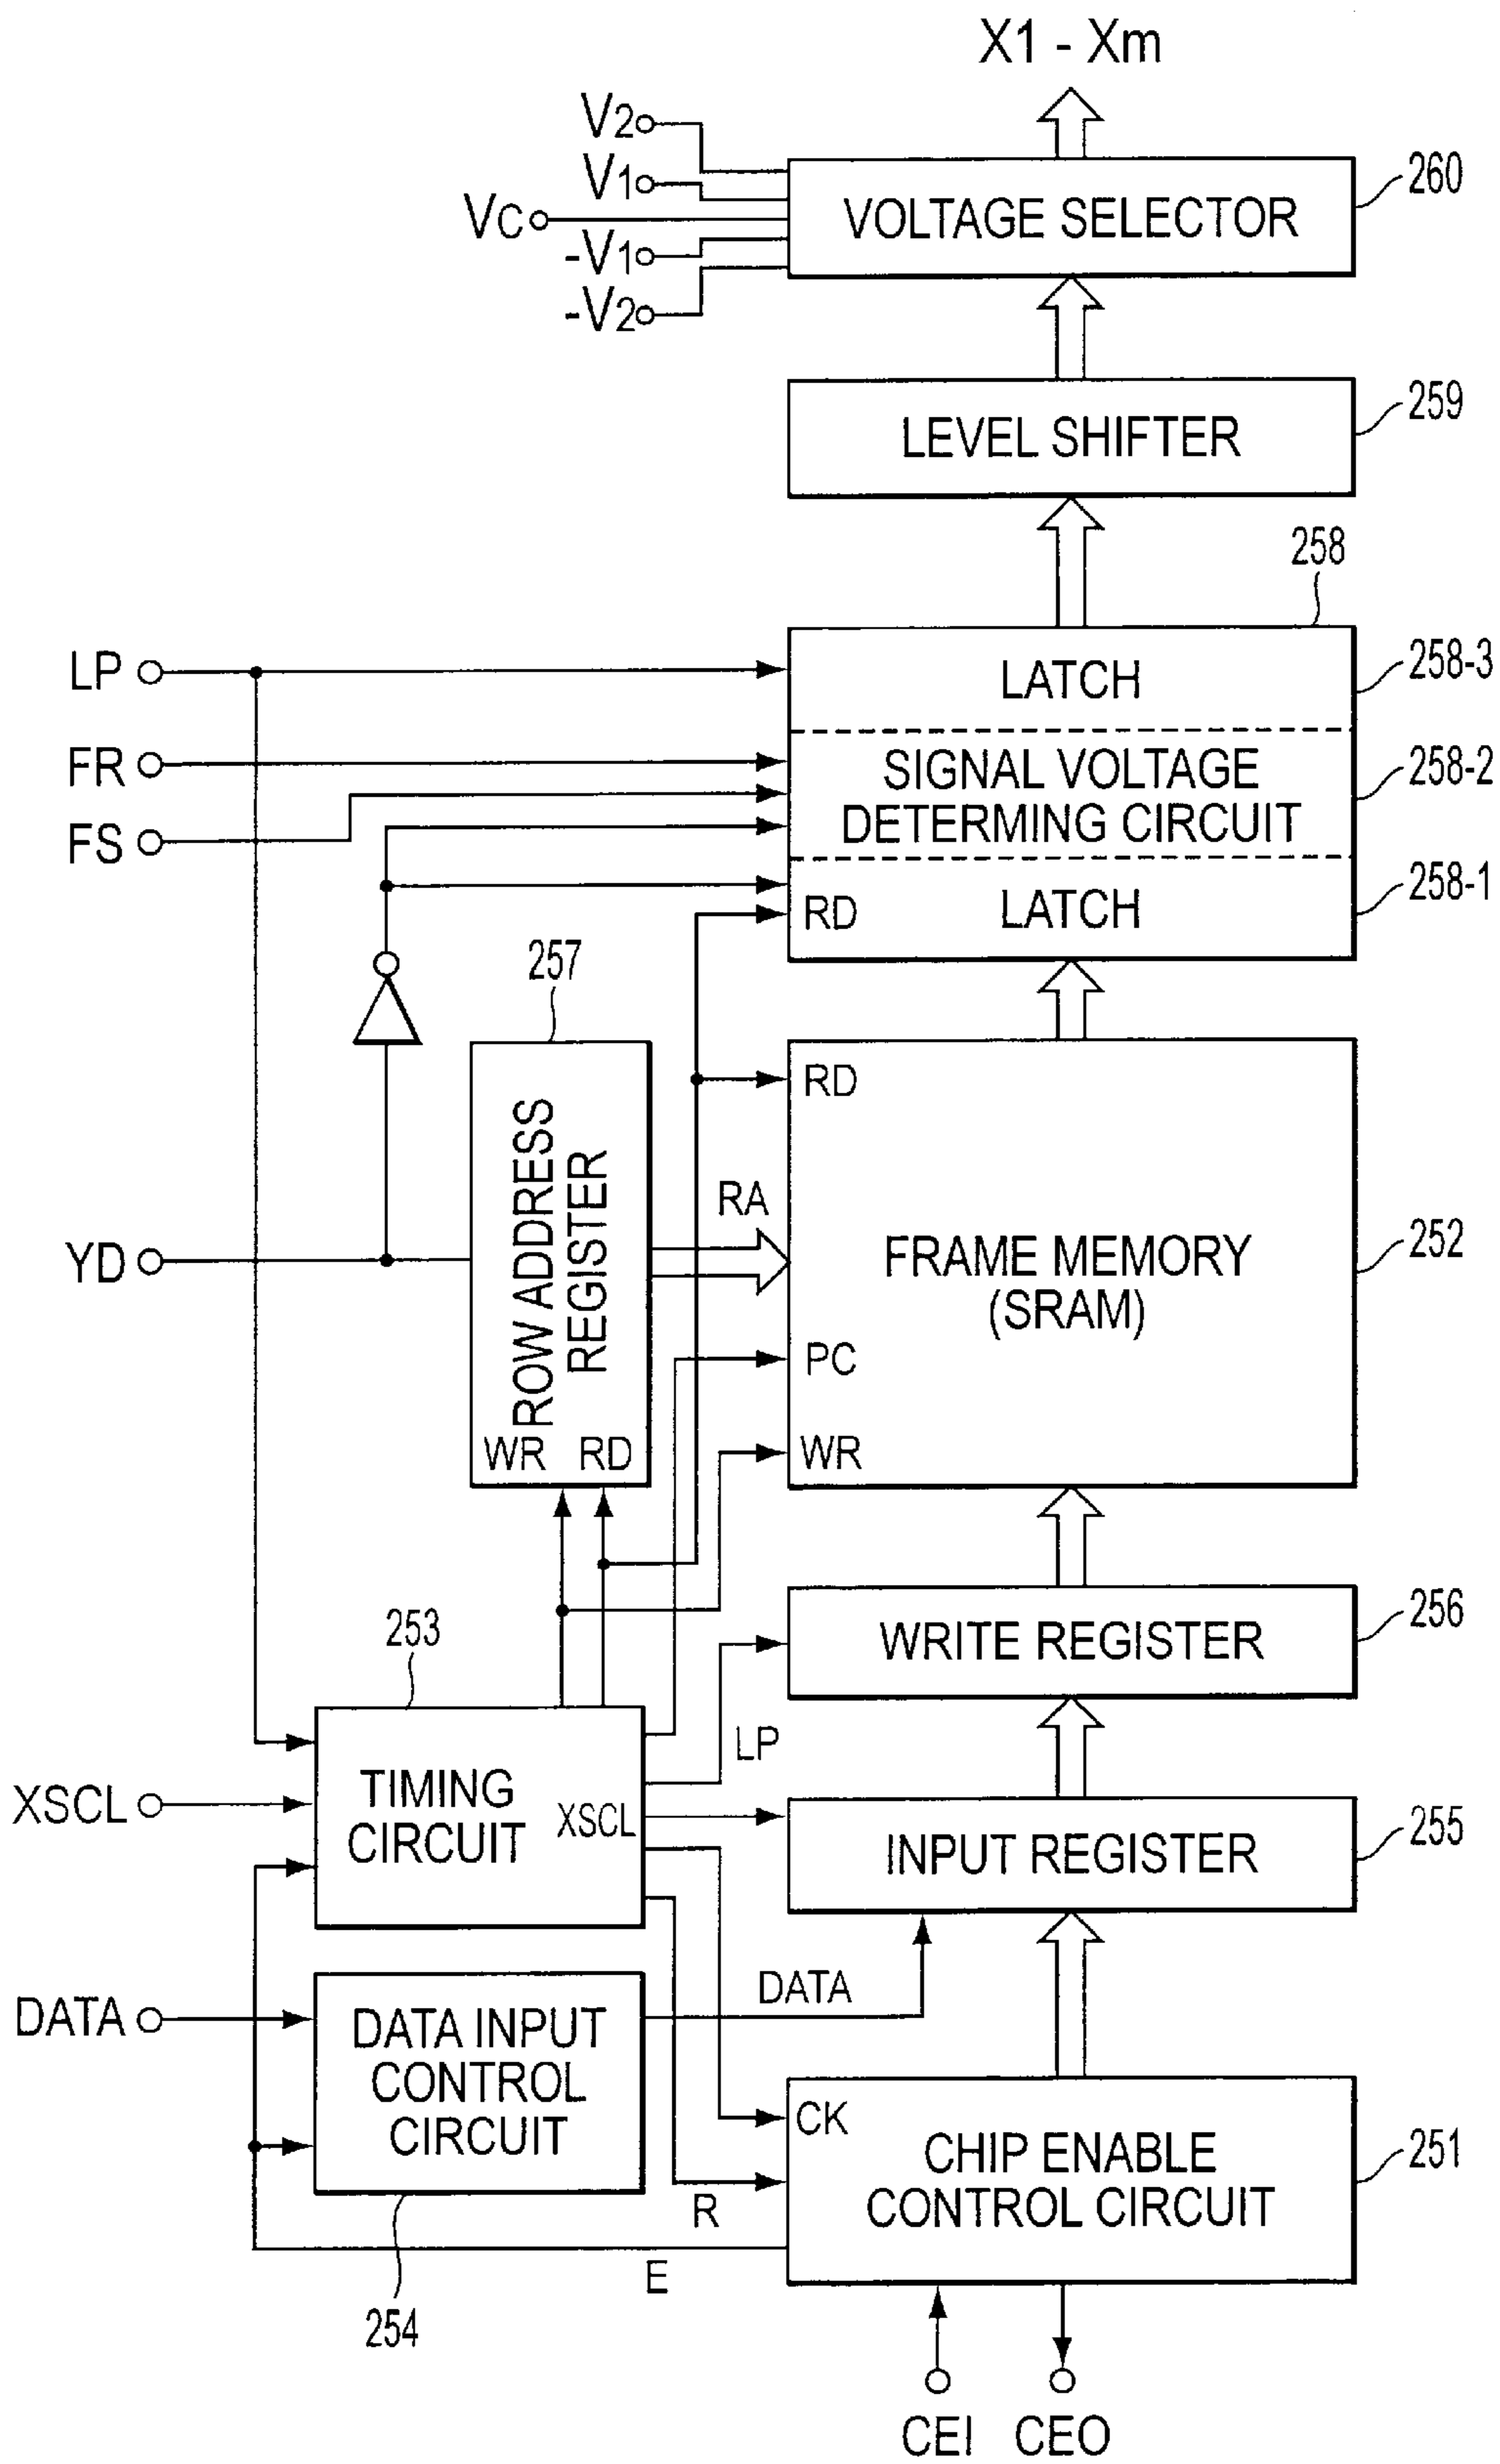 X1 - Xm
V2
V1
VC
-V1
-V2
VOLTAGE SELECTOR
260
LEVEL SHIFTER
259
258
LP
LATCH
258-3
FR
SIGNAL VOLTAGE
DETERMING CIRCUIT
258-2
FS
RD
LATCH
258-1
257
ROW ADDRESS
REGISTER
WR
RD
YD
RA
RD
FRAME MEMORY
(SRAM)
PC
WR
252
WRITE REGISTER
256
253
LP
TIMING
CIRCUIT
XSCL
XSCL
INPUT REGISTER
255
DATA
DATA INPUT
CONTROL
CIRCUIT
DATA
254
CK
R
E
CHIP ENABLE
CONTROL CIRCUIT
251
CEI
CEO